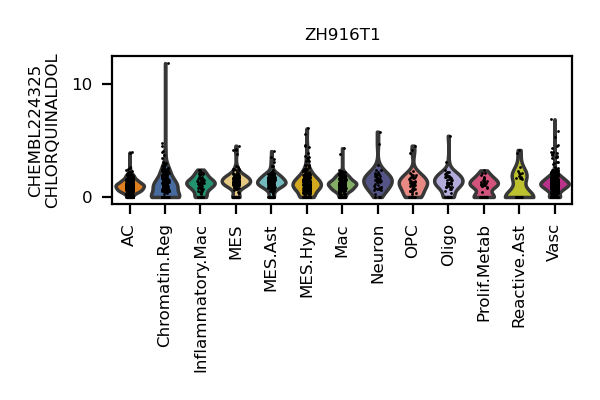 ZH916T1
CHEMBL224325
CHLORQUINALDOL
10
0
AC
Chromatin.Reg
Inflammatory.Mac
MES
MES.Ast
MES.Hyp
Mac
Neuron
OPC
Oligo
Prolif.Metab
Reactive.Ast
Vasc